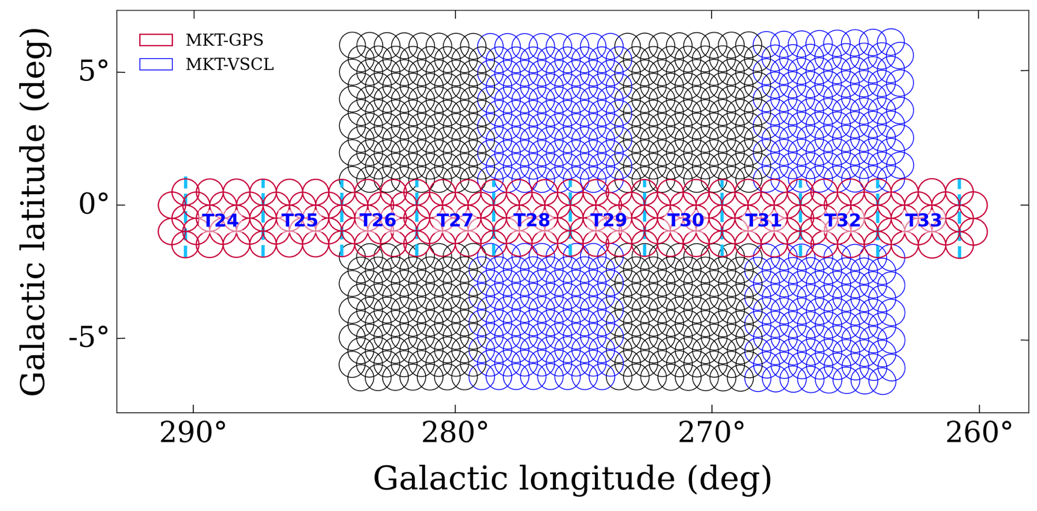 MKT-GPS
MKT-VSCL
Galactic latitude (deg)
5°
0°
-5°
T24 T25 T26 T27 T28 T29 T30 T31 T32 T33
290° 280° 270° 260°
Galactic longitude (deg)